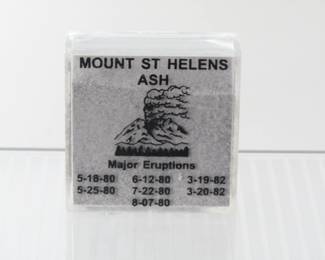 MOUNT ST HELENS
ASH
Major Eruptions
5-18-80 6-12-80 3-19-82
5-25-80 7-22-80 3-20-82
8-07-80